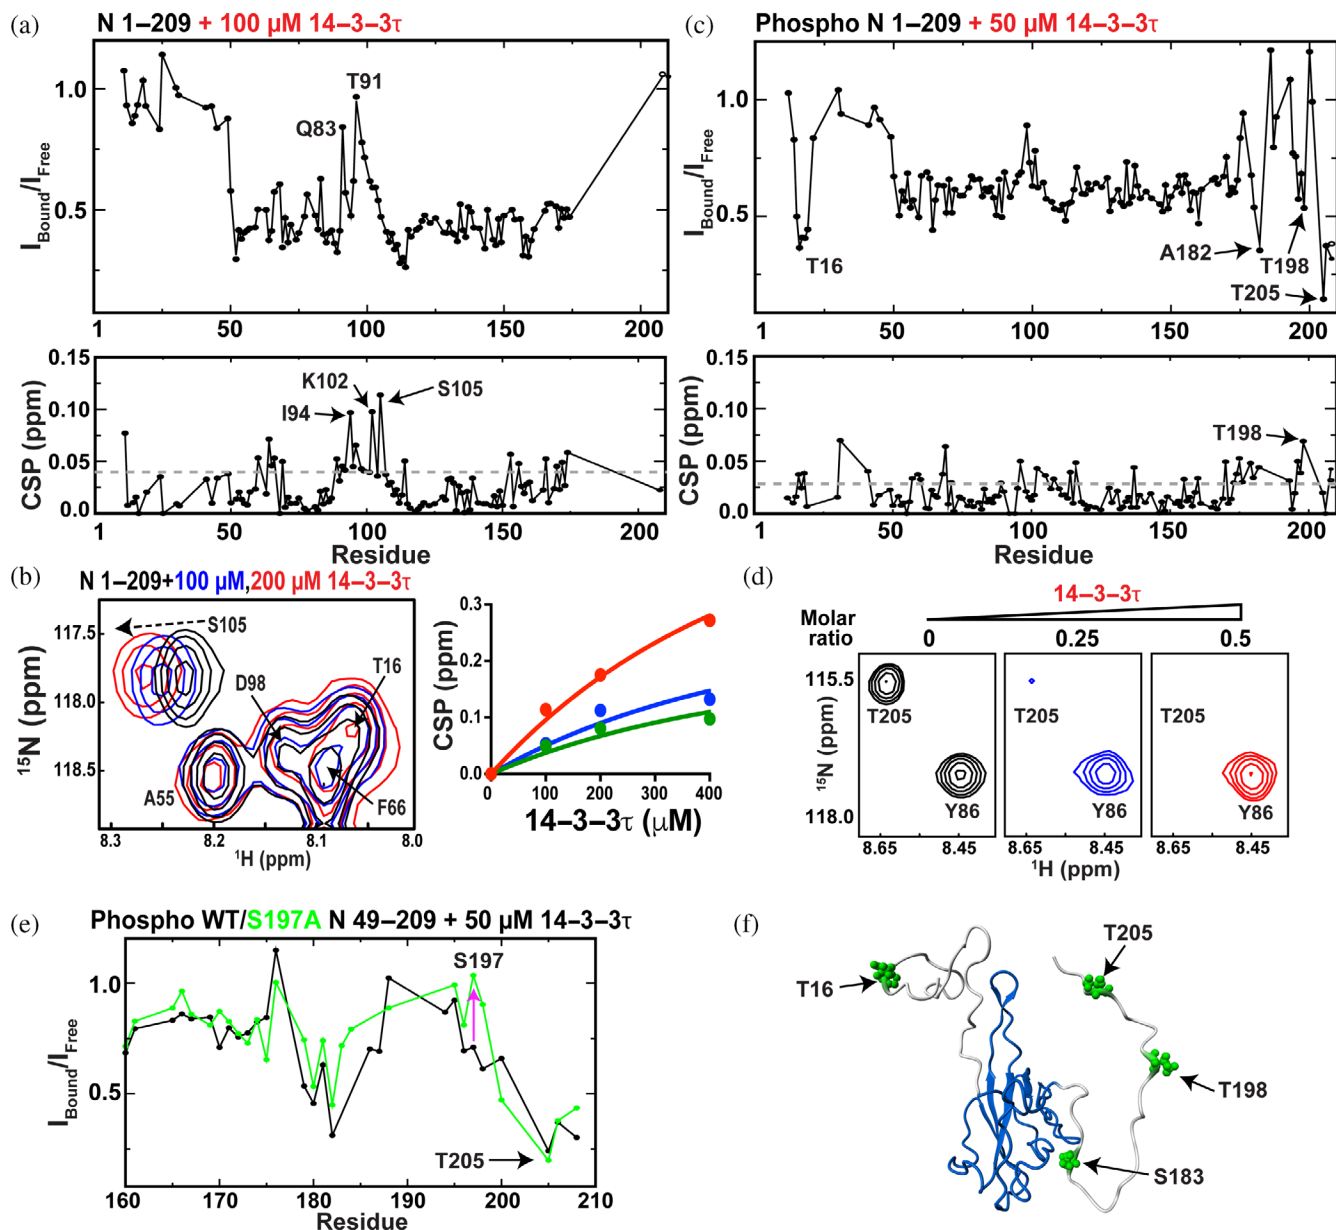 (a)
N 1–209 + 100 µM 14–3–3τ
I Bound/I Free
1.0
0.5
Q83
T91
1 50 100 150 200
CSP (ppm)
0.15
0.10
0.05
0.0
I94
K102
S105
1 50 100 150 200
Residue
(c)
Phospho N 1–209 + 50 µM 14–3–3τ
I Bound/I Free
1.0
0.5
T16
A182
T198
T205
1 50 100 150 200
CSP (ppm)
0.15
0.10
0.05
0.0
T198
1 50 100 150 200
Residue
(b)
N 1–209+100 µM,200 µM 14–3–3τ
15N (ppm)
117.5
118.0
118.5
S105
D98
T16
A55
F66
8.3 8.2 8.1 8.0
1H (ppm)
CSP (ppm)
0.3
0.2
0.1
0.0
0 100 200 300 400
14–3–3τ (µM)
(d)
14–3–3τ
Molar ratio
0 0.25 0.5
15N (ppm)
115.5
118.0
T205
Y86
T205
Y86
T205
Y86
8.65 8.45
8.65 8.45
8.65 8.45
1H (ppm)
(e)
Phospho WT/S197A N 49–209 + 50 µM 14–3–3τ
I Bound/I Free
1.0
0.5
S197
T205
160 170 180 190 200 210
Residue
(f)
T16
T205
T198
S183